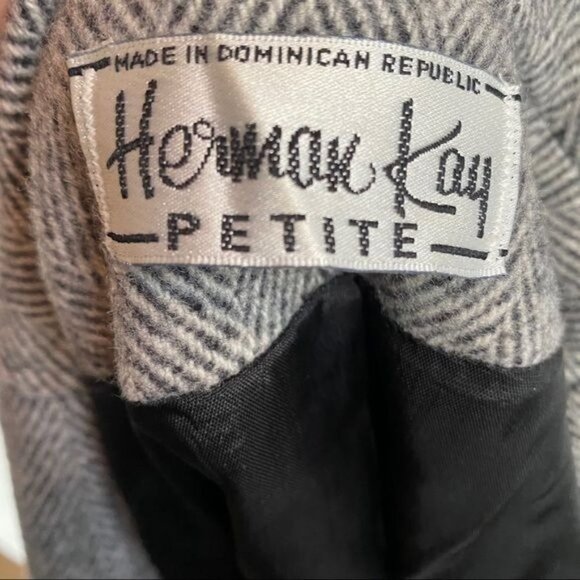 MADE IN DOMINICAN REPUBLIC
Herman Kay
PETITE